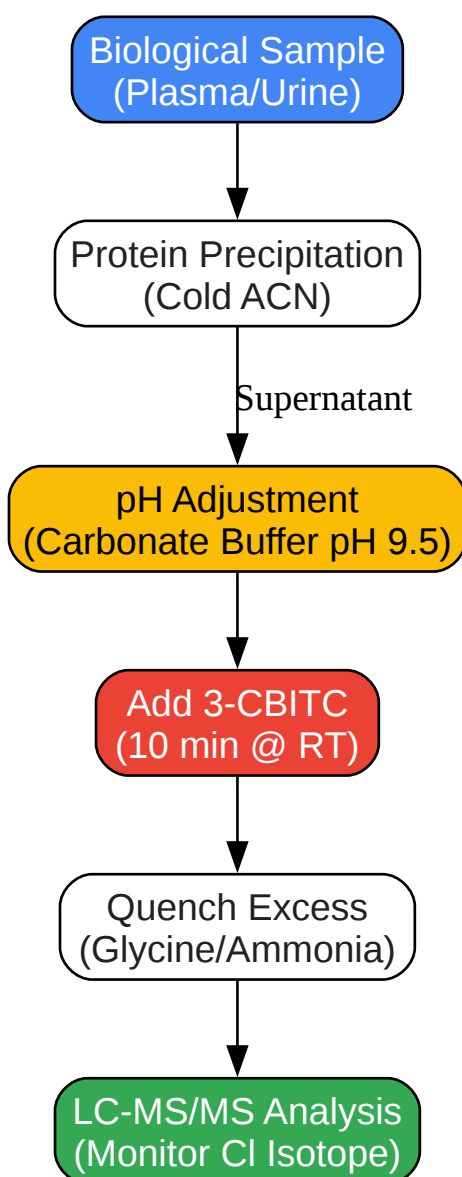 Biological Sample
(Plasma/Urine)
Protein Precipitation
(Cold ACN)
Supernatant
pH Adjustment
(Carbonate Buffer pH 9.5)
Add 3-CBITC
(10 min @ RT)
Quench Excess
(Glycine/Ammonia)
LC-MS/MS Analysis
(Monitor Cl Isotope)